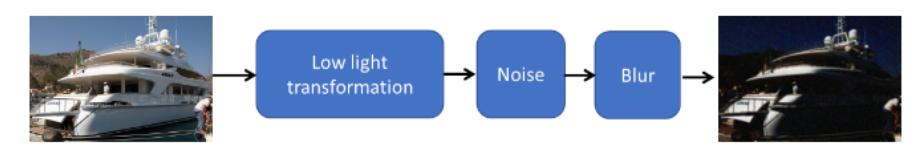 Low light
transformation
Noise
Blur